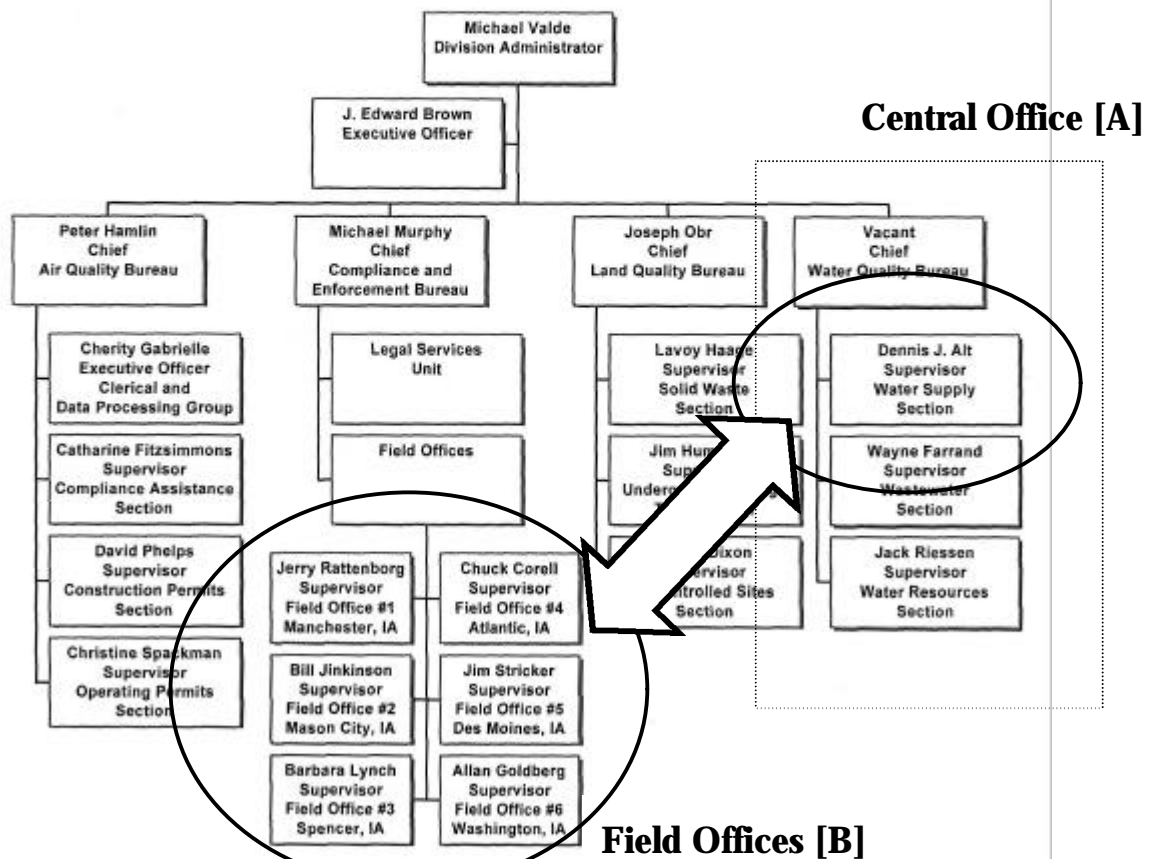 Michael Valde
Division Administrator
J. Edward Brown
Executive Officer
Central Office [A]
Peter Hamlin
Chief
Air Quality Bureau
Michael Murphy
Chief
Compliance and
Enforcement Bureau
Joseph Obr
Chief
Land Quality Bureau
Vacant
Chief
Water Quality Bureau
Cherity Gabrielle
Executive Officer
Clerical and
Data Processing Group
Catharine Fitzsimmons
Supervisor
Compliance Assistance
Section
David Phelps
Supervisor
Construction Permits
Section
Christine Spackman
Supervisor
Operating Permits
Section
Legal Services
Unit
Field Offices
Jerry Rattenborg
Supervisor
Field Office #1
Manchester, IA
Bill Jinkinson
Supervisor
Field Office #2
Mason City, IA
Barbara Lynch
Supervisor
Field Office #3
Spencer, IA
Chuck Corell
Supervisor
Field Office #4
Atlantic, IA
Jim Stricker
Supervisor
Field Office #5
Des Moines, IA
Allan Goldberg
Supervisor
Field Office #6
Washington, IA
Lavoy Haage
Supervisor
Solid Waste
Section
Jim
Dixon
Sites
Section
Dennis J. Alt
Supervisor
Water Supply
Section
Wayne Farrand
Supervisor
Wastewater
Section
Jack Riessen
Supervisor
Water Resources
Section
Field Offices [B]